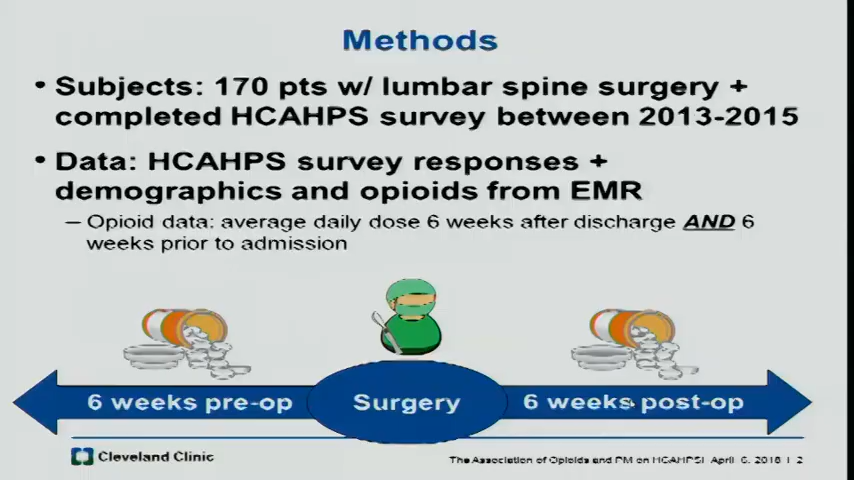 Methods
• Subjects: 170 pts w/ lumbar spine surgery +
completed HCAHPS survey between 2013-2015
• Data: HCAHPS survey responses +
demographics and opioids from EMR
– Opioid data: average daily dose 6 weeks after discharge AND 6
weeks prior to admission
6 weeks pre-op
Surgery
6 weeks post-op
Cleveland Clinic
The Association of Opioids and PM on HCAHPS April 6, 2018 | 2